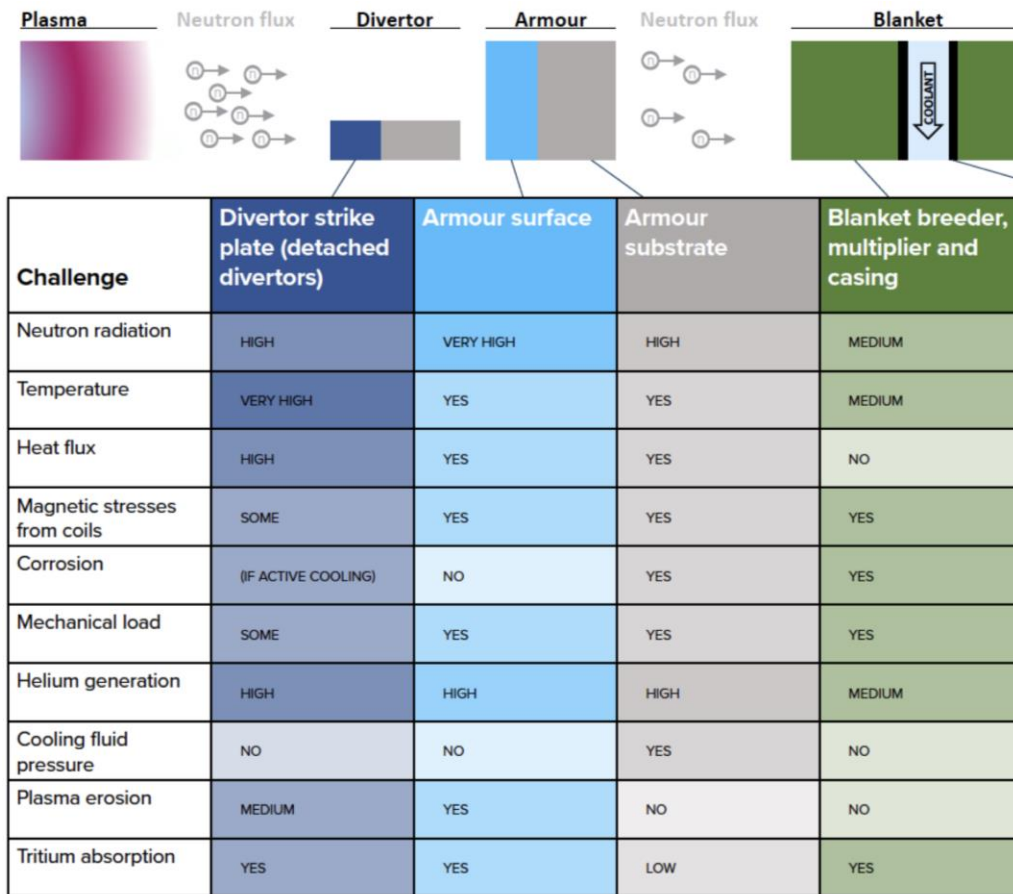 Plasma Neutron flux Divertor Armour Neutron flux Blanket
n n
n
n n
n n
n
n
n
n
COOLANT
Challenge
Divertor strike
plate (detached
divertors)
Armour surface
Armour
substrate
Blanket breeder,
multiplier and
casing
Neutron radiation
HIGH VERY HIGH HIGH MEDIUM
Temperature
VERY HIGH YES YES MEDIUM
Heat flux
HIGH YES YES NO
Magnetic stresses
from coils
SOME YES YES YES
Corrosion
(IF ACTIVE COOLING) NO YES YES
Mechanical load
SOME YES YES YES
Helium generation
HIGH HIGH HIGH MEDIUM
Cooling fluid
pressure
NO NO YES NO
Plasma erosion
MEDIUM YES NO NO
Tritium absorption
YES YES LOW YES